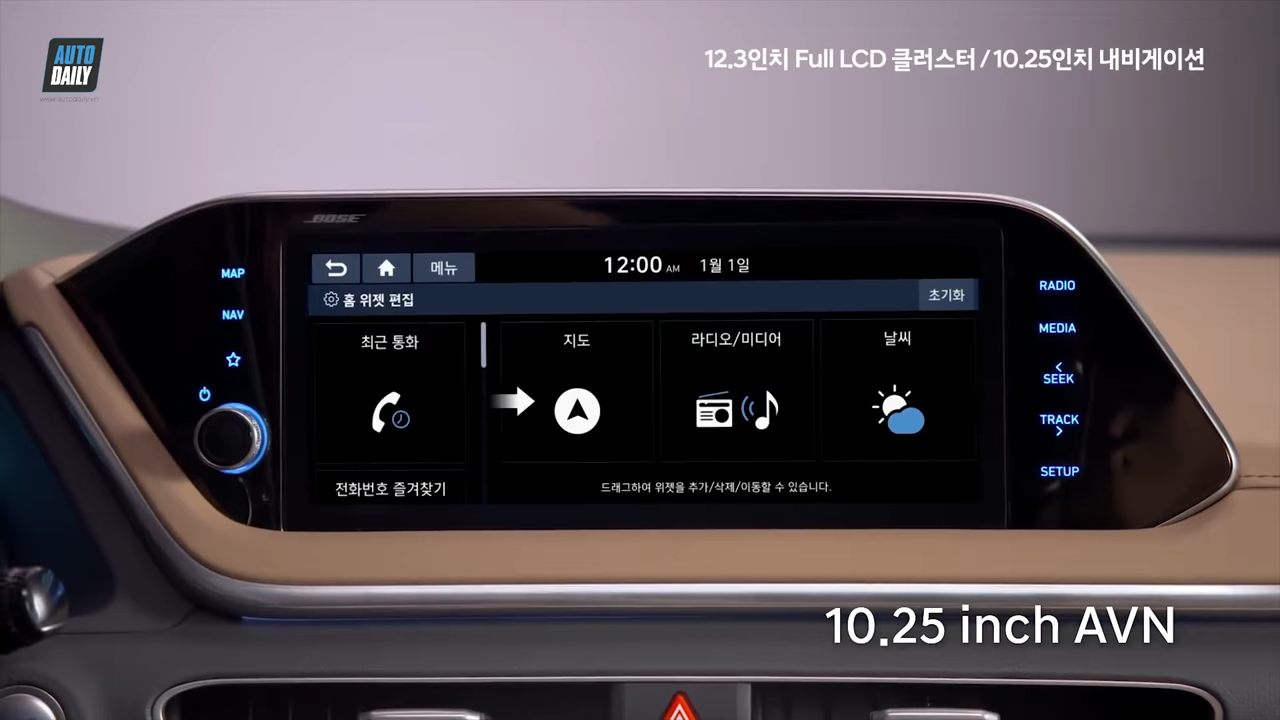 AUTO
DAILY
www.autodaily.vn
12.3인치 Full LCD 클러스터 / 10.25인치 내비게이션
BOSE
MAP
NAV
메뉴
12:00 AM 1월 1일
홈 위젯 편집
초기화
최근 통화
지도
라디오/미디어
날씨
전화번호 즐겨찾기
드래그하여 위젯을 추가/삭제/이동할 수 있습니다.
RADIO
MEDIA
<
SEEK
TRACK
>
SETUP
10.25 inch AVN